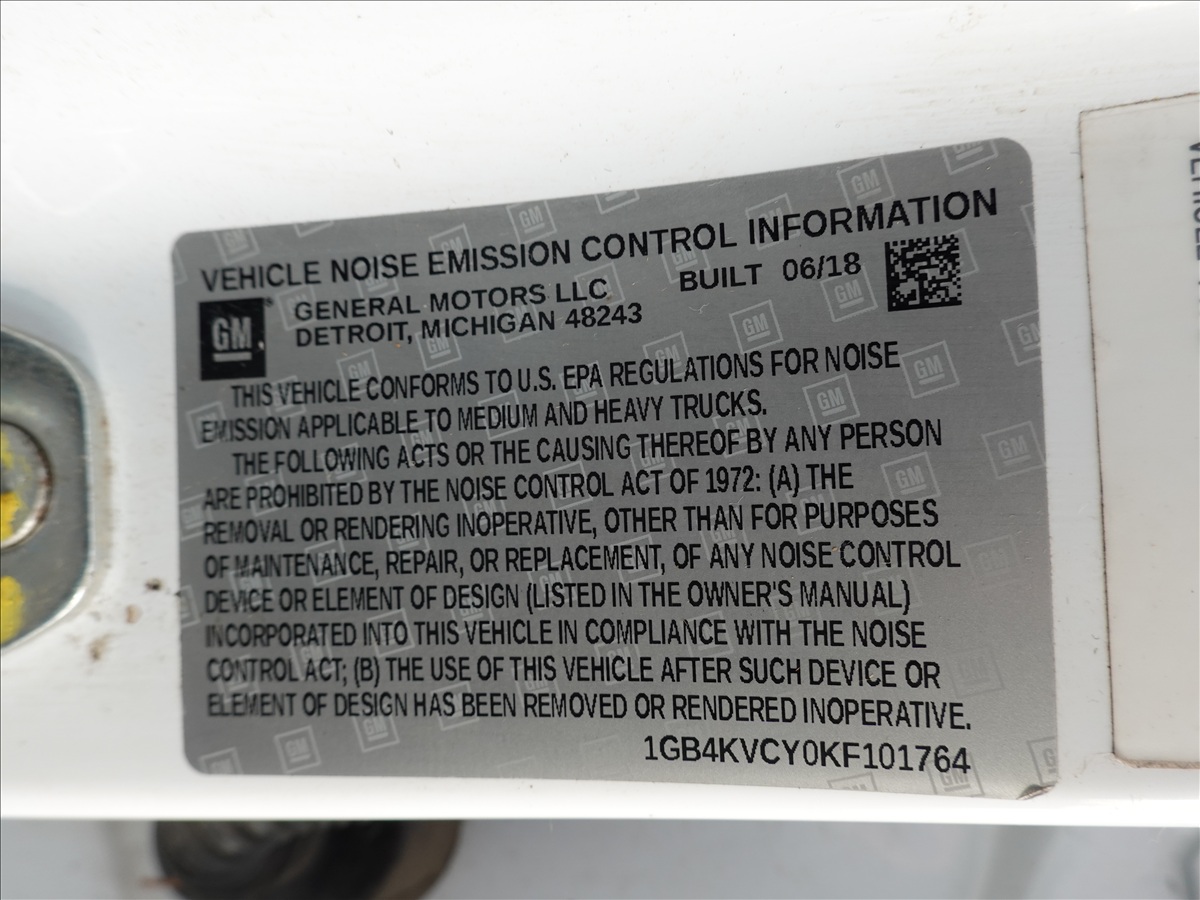 VEHICLE NOISE EMISSION CONTROL INFORMATION
GM® GENERAL MOTORS LLC BUILT 06/18
DETROIT, MICHIGAN 48243
THIS VEHICLE CONFORMS TO U.S. EPA REGULATIONS FOR NOISE
EMISSION APPLICABLE TO MEDIUM AND HEAVY TRUCKS.
THE FOLLOWING ACTS OR THE CAUSING THEREOF BY ANY PERSON
ARE PROHIBITED BY THE NOISE CONTROL ACT OF 1972: (A) THE
REMOVAL OR RENDERING INOPERATIVE, OTHER THAN FOR PURPOSES
OF MAINTENANCE, REPAIR, OR REPLACEMENT, OF ANY NOISE CONTROL
DEVICE OR ELEMENT OF DESIGN (LISTED IN THE OWNER'S MANUAL)
INCORPORATED INTO THIS VEHICLE IN COMPLIANCE WITH THE NOISE
CONTROL ACT; (B) THE USE OF THIS VEHICLE AFTER SUCH DEVICE OR
ELEMENT OF DESIGN HAS BEEN REMOVED OR RENDERED INOPERATIVE.
1GB4KVCY0KF101764